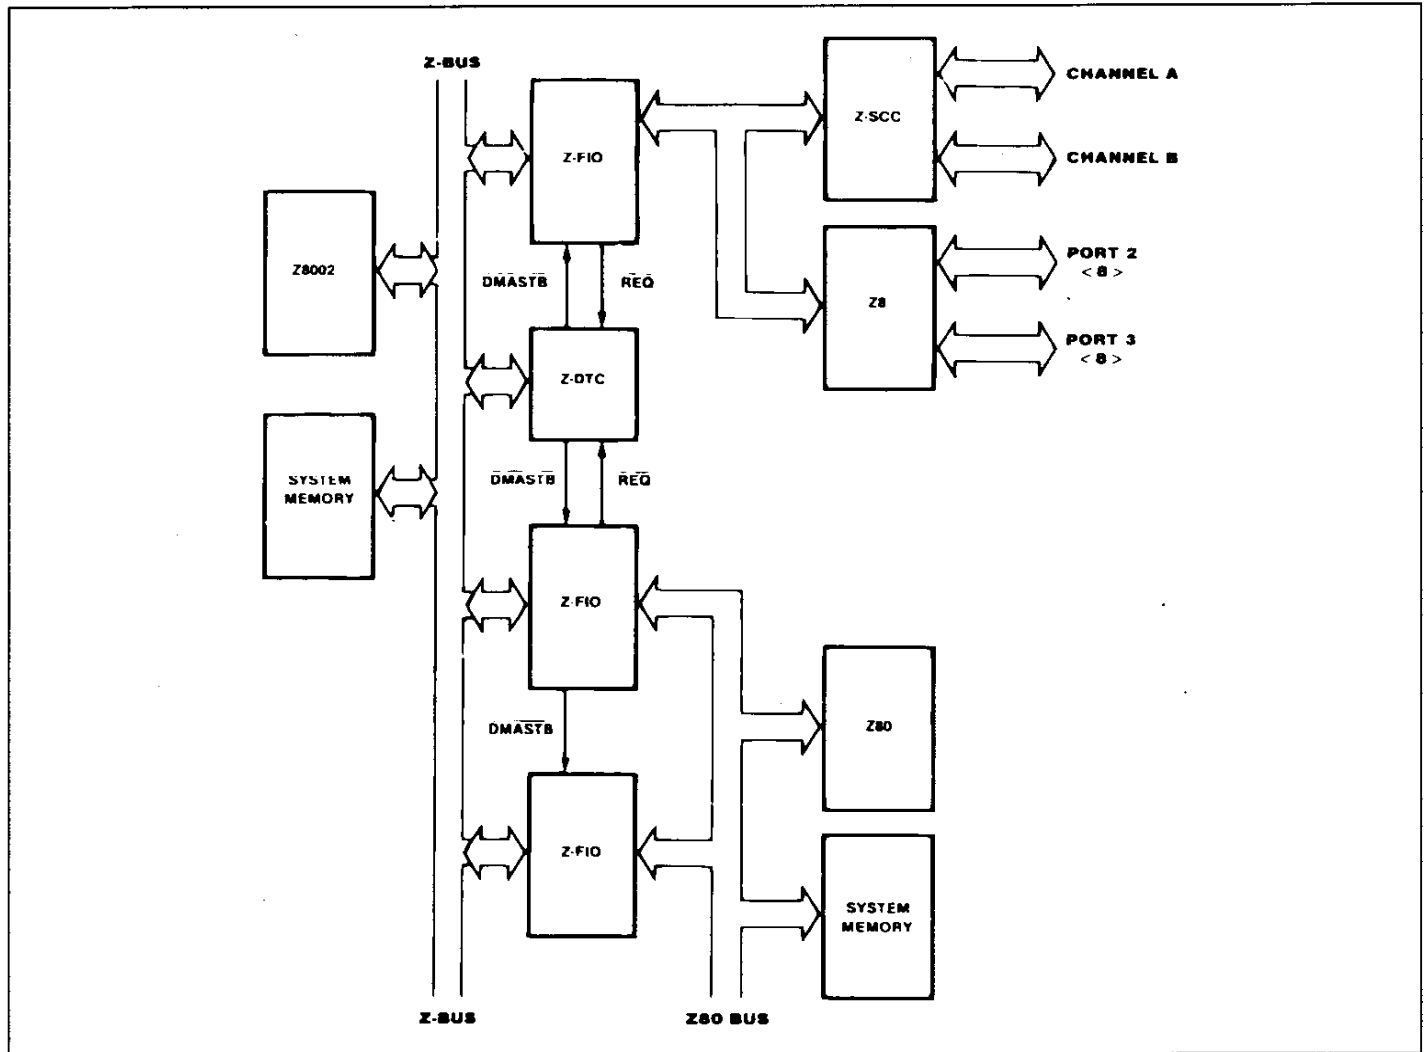 Z-BUS
Z-FIO
Z-SCC
CHANNEL A
CHANNEL B
Z8002
DMASTB
REQ
Z8
PORT 2
<8>
PORT 3
<8>
Z-DTC
SYSTEM
MEMORY
DMASTB
REQ
Z-FIO
Z80
DMASTB
Z-FIO
SYSTEM
MEMORY
Z-BUS
Z80 BUS